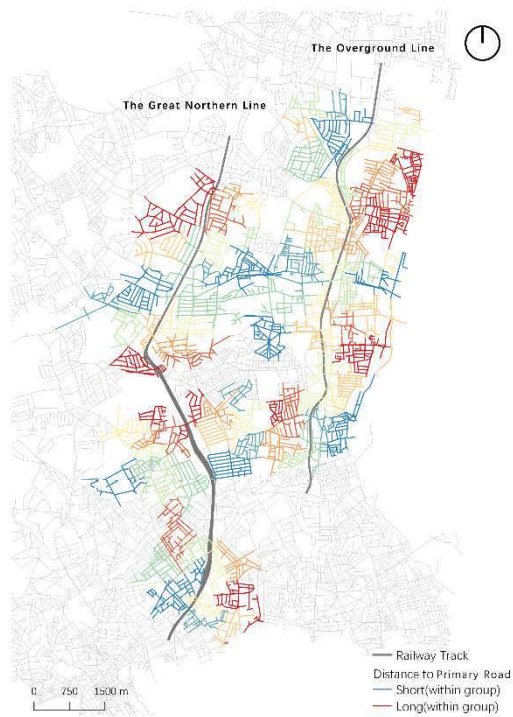 The Overground Line
The Great Northern Line
Railway Track
Distance to Primary Road
Short(within group)
Long(within group)
0 750 1500 m